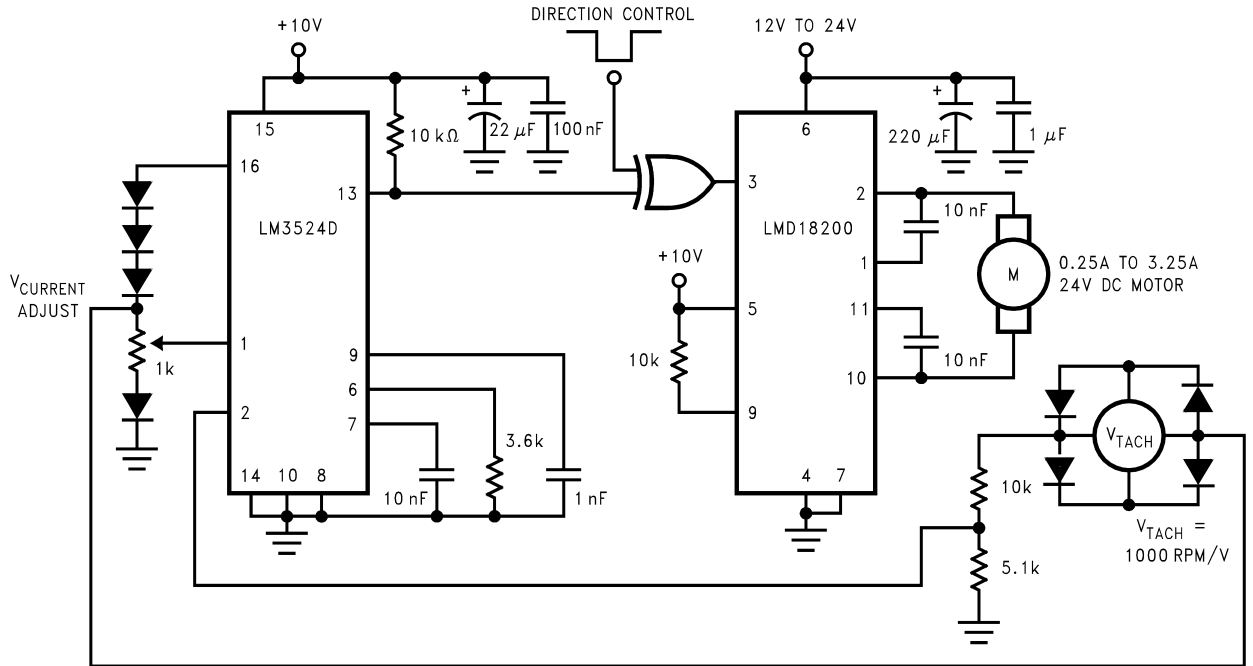 DIRECTION CONTROL
+10V
12V TO 24V
+
22 μF
100 nF
10 kΩ
+
220 μF
1 μF
15
16
13
LM3524D
1
2
9
6
7
14
10
8
V_CURRENT
ADJUST
1k
10 nF
3.6k
1 nF
6
3
2
LMD18200
1
5
11
9
10
4
7
+10V
10k
10 nF
10 nF
M
0.25A TO 3.25A
24V DC MOTOR
V_TACH
10k
5.1k
V_TACH =
1000 RPM/V